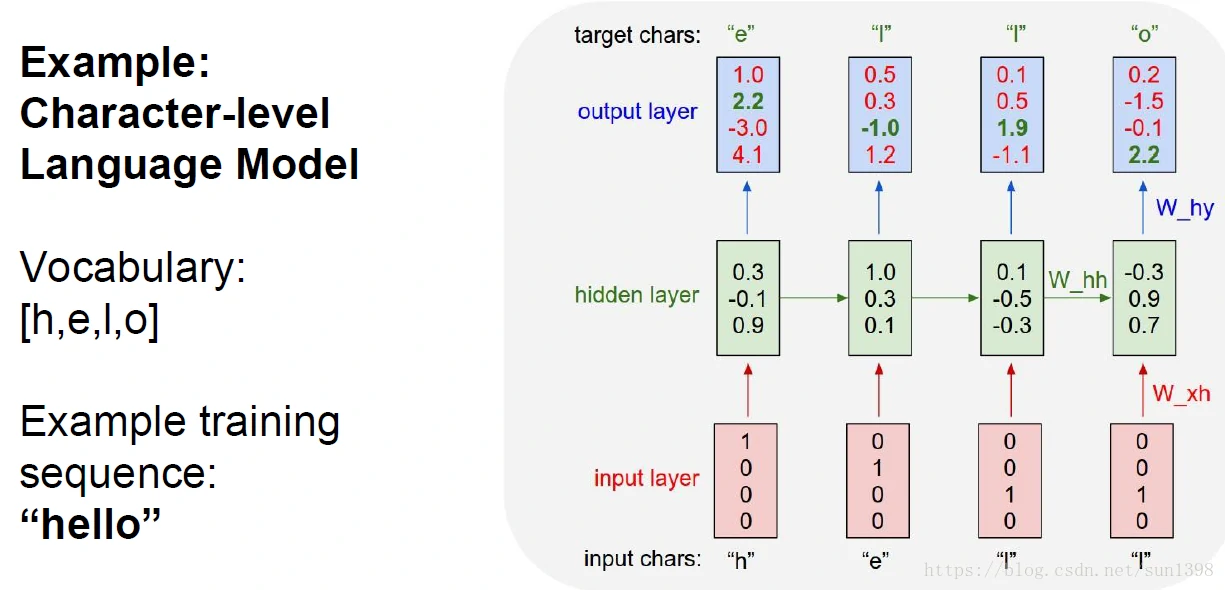 Example:
Character-level
Language Model
Vocabulary:
[h,e,l,o]
Example training
sequence:
“hello”
target chars: “e” “l” “l” “o”
output layer
1.0 0.5 0.1 0.2
2.2 0.3 0.5 -1.5
-3.0 -1.0 1.9 -0.1
4.1 1.2 -1.1 2.2
W_hy
hidden layer
0.3 1.0 0.1 -0.3
-0.1 0.3 -0.5 0.9
0.9 0.1 -0.3 0.7
W_hh
W_xh
input layer
1 0 0 0
0 1 0 0
0 0 1 1
0 0 0 0
input chars: “h” “e” “l” “l”
https://blog.csdn.net/sun1398